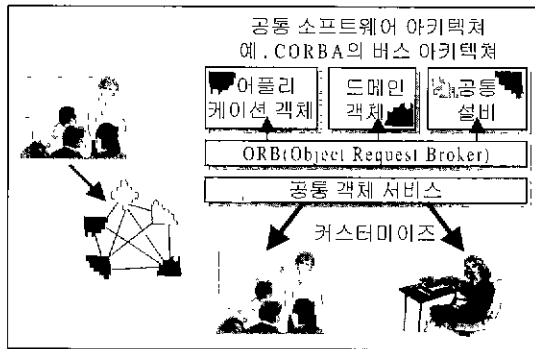 공통 소프트웨어 아키텍쳐
예. CORBA의 버스 아키텍쳐
어플리
케이션 객체
드메인
객체
공통
설비
ORB(Object Request Broker)
공통 객체 서비스
커스터미이즈